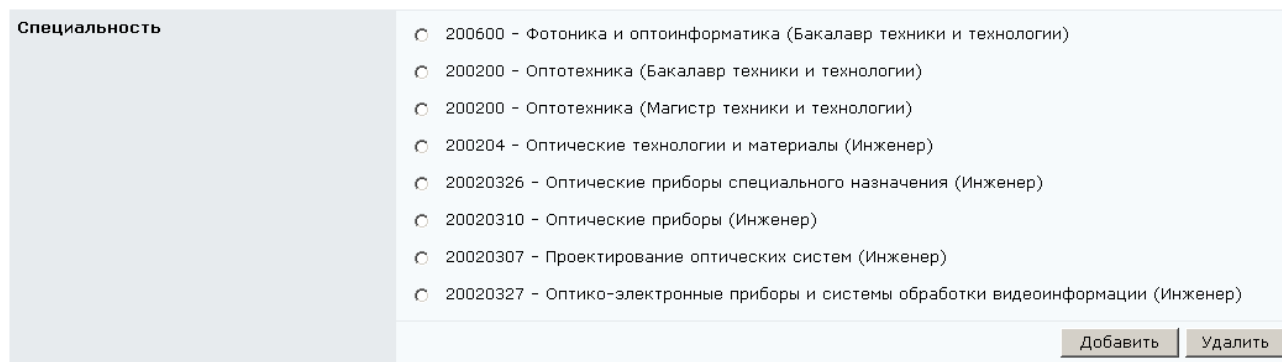 Специальность
200600 - Фотоника и оптоинформатика (Бакалавр техники и технологии)
200200 - Оптотехника (Бакалавр техники и технологии)
200200 - Оптотехника (Магистр техники и технологии)
200204 - Оптические технологии и материалы (Инженер)
20020326 - Оптические приборы специального назначения (Инженер)
20020310 - Оптические приборы (Инженер)
20020307 - Проектирование оптических систем (Инженер)
20020327 - Оптико-электронные приборы и системы обработки видеоинформации (Инженер)
Добавить Удалить